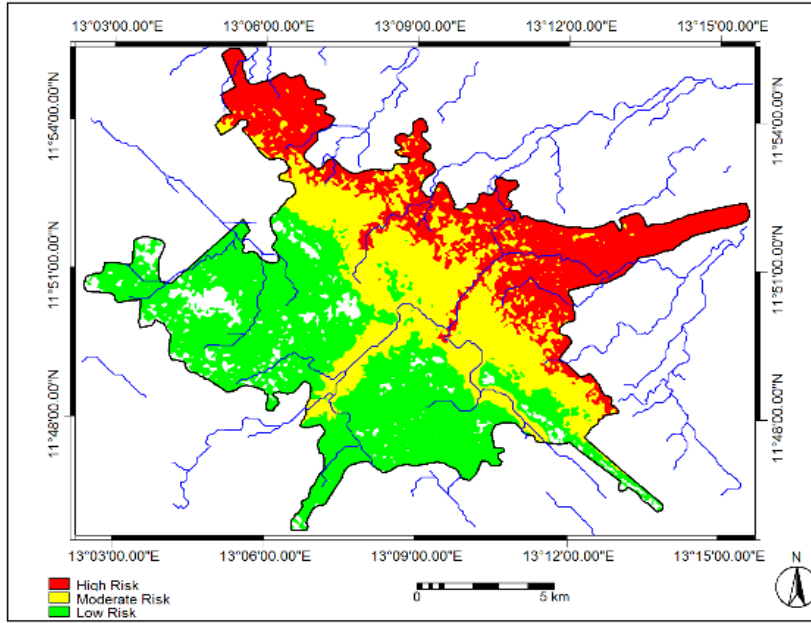 13°03'00.00"E 13°06'00.00"E 13°09'00.00"E 13°12'00.00"E 13°15'00.00"E
11°54'00.00"N 11°54'00.00"N
11°51'00.00"N 11°51'00.00"N
11°48'00.00"N 11°48'00.00"N
13°03'00.00"E 13°06'00.00"E 13°09'00.00"E 13°12'00.00"E 13°15'00.00"E
High Risk
Moderate Risk
Low Risk
0 5 km
N